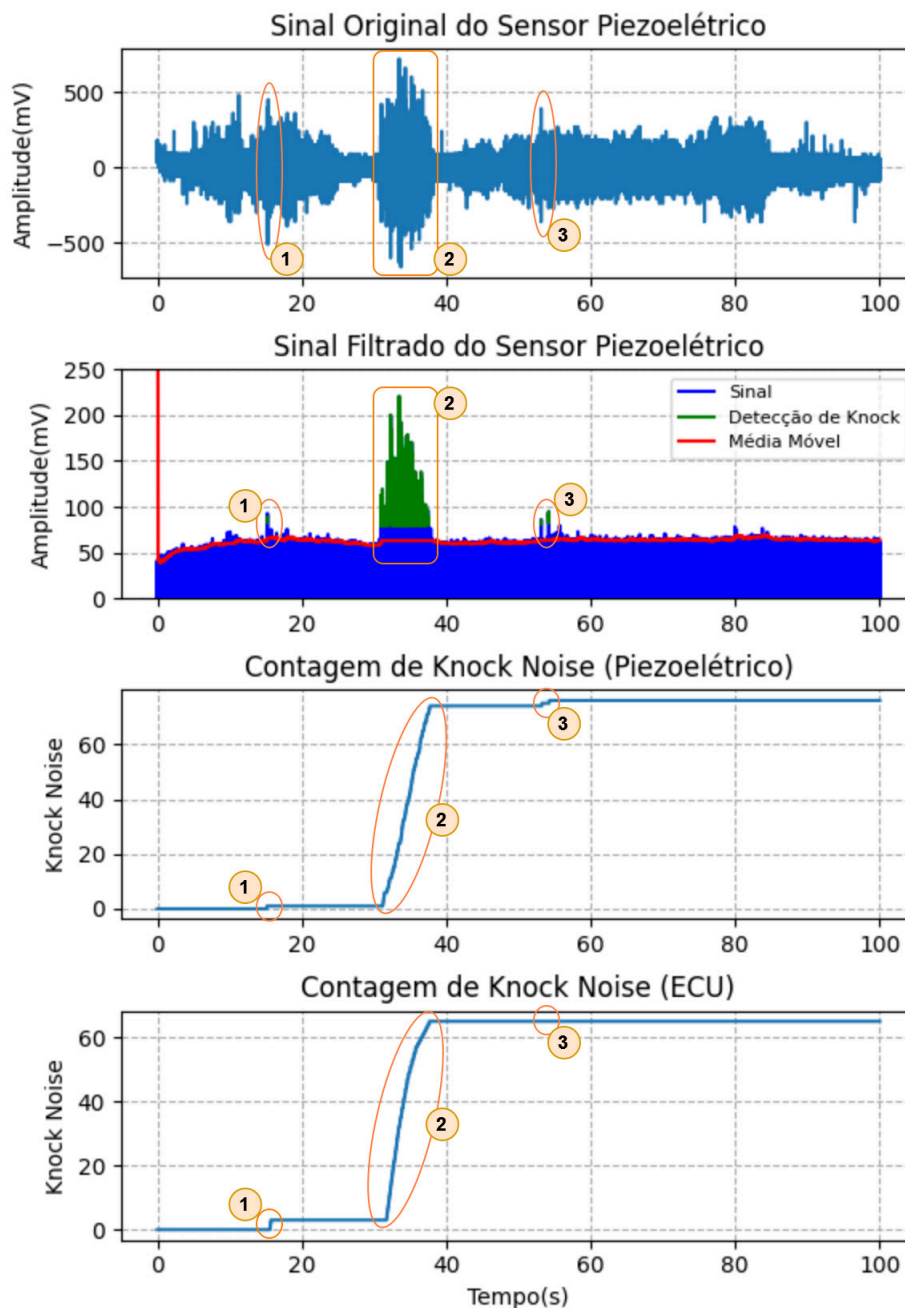 Sinal Original do Sensor Piezoelétrico
Amplitude(mV)
500
0
−500
1
2
3
0 20 40 60 80 100
Sinal Filtrado do Sensor Piezoelétrico
Amplitude(mV)
250
200
150
100
50
0
Sinal
Detecção de Knock
Média Móvel
1
2
3
0 20 40 60 80 100
Contagem de Knock Noise (Piezoelétrico)
Knock Noise
60
40
20
0
1
2
3
0 20 40 60 80 100
Contagem de Knock Noise (ECU)
Knock Noise
60
40
20
0
1
2
3
0 20 40 60 80 100
Tempo(s)